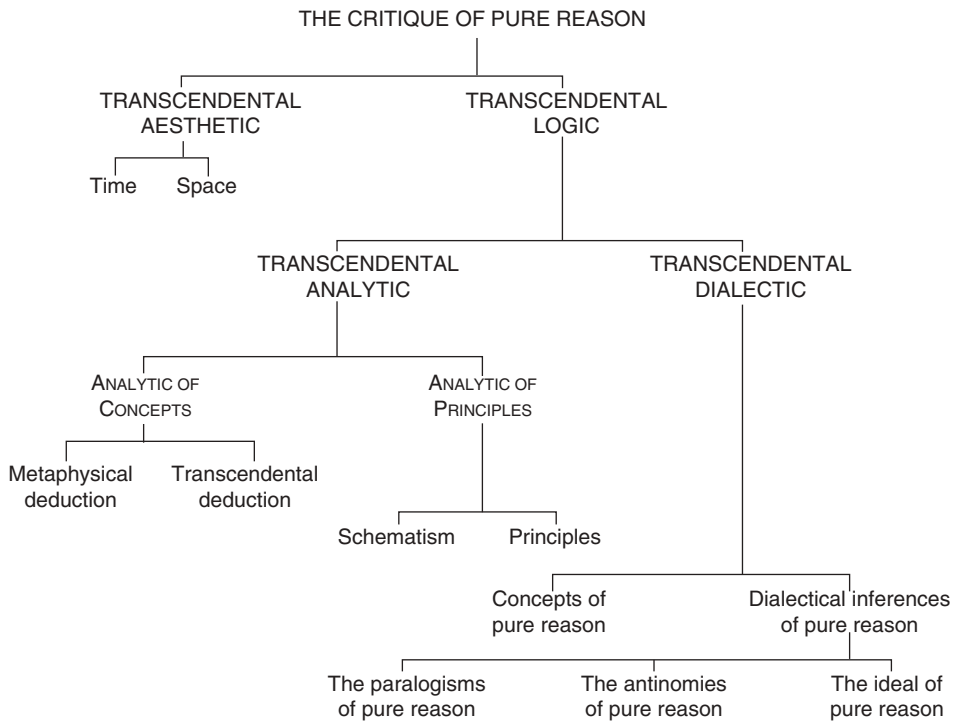 THE CRITIQUE OF PURE REASON
TRANSCENDENTAL
AESTHETIC
TRANSCENDENTAL
LOGIC
Time
Space
TRANSCENDENTAL
ANALYTIC
TRANSCENDENTAL
DIALECTIC
ANALYTIC OF
CONCEPTS
ANALYTIC OF
PRINCIPLES
Metaphysical
deduction
Transcendental
deduction
Schematism
Principles
Concepts of
pure reason
Dialectical inferences
of pure reason
The paralogisms
of pure reason
The antinomies
of pure reason
The ideal of
pure reason